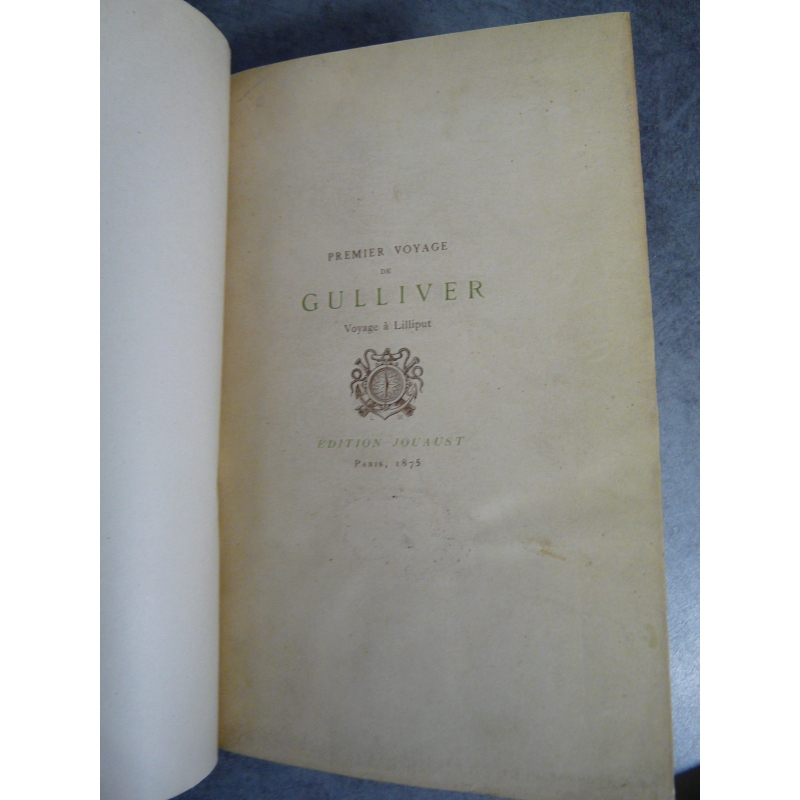 PREMIER VOYAGE
DE
GULLIVER
Voyage à Lilliput
ÉDITION JOUAUST
PARIS, 1875